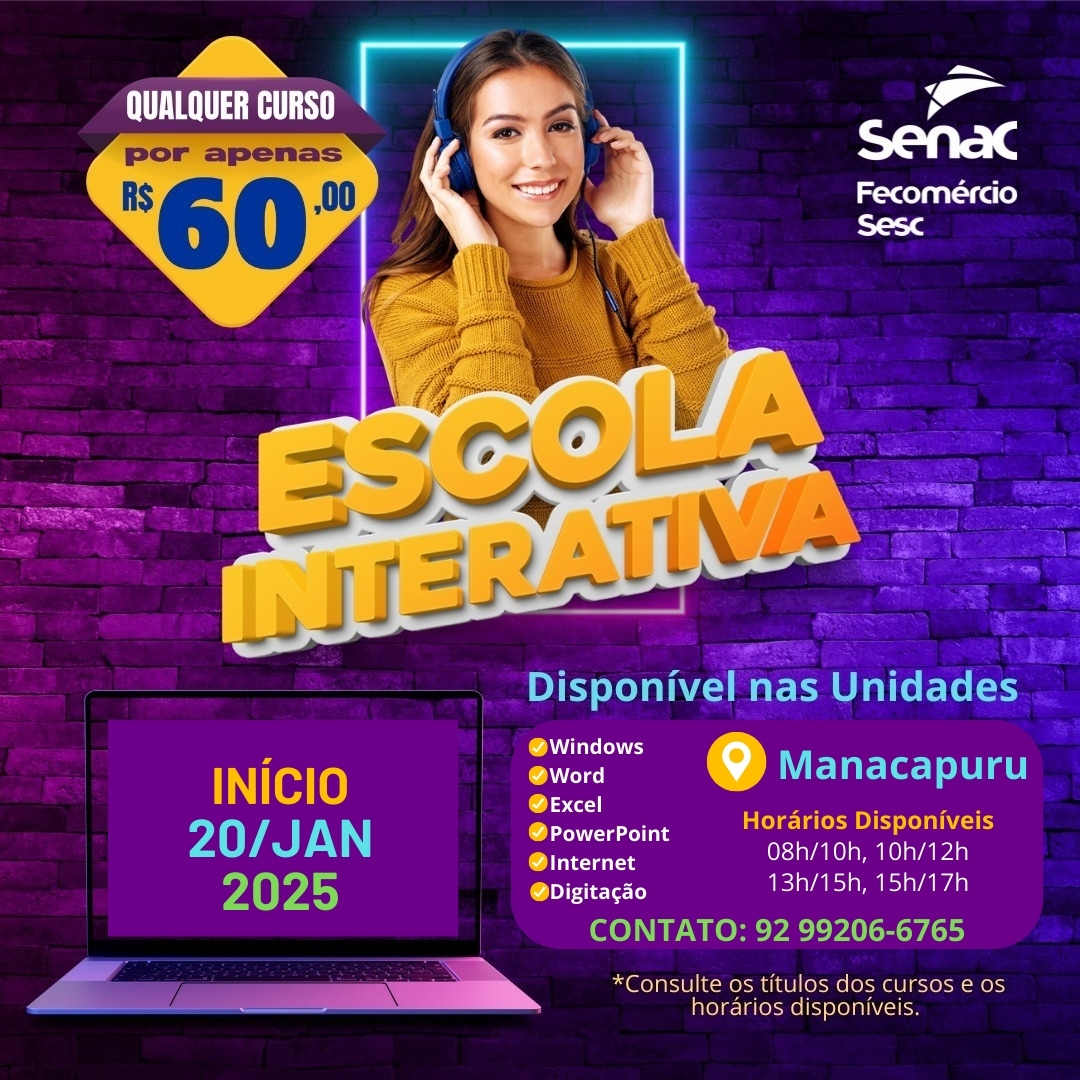 QUALQUER CURSO
por apenas
R$ 60,00
Senac
Fecomércio
Sesc
ESCOLA
INTERATIVA
INÍCIO
20/JAN
2025
Disponível nas Unidades
Windows
Word
Excel
PowerPoint
Internet
Digitação
Manacapuru
Horários Disponíveis
08h/10h, 10h/12h
13h/15h, 15h/17h
CONTATO: 92 99206-6765
*Consulte os títulos dos cursos e os
horários disponíveis.